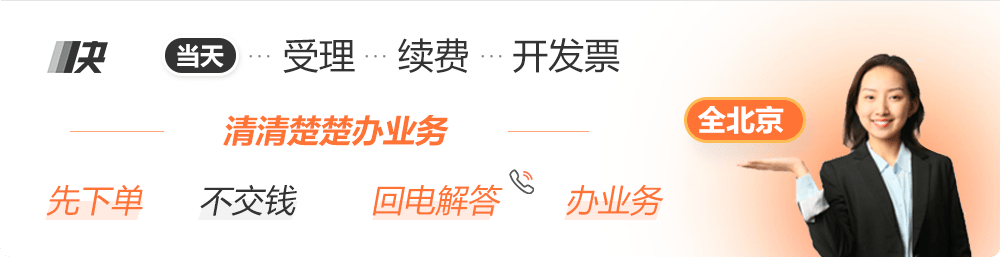 快 当天 ··· 受理 ··· 续费 ··· 开发票
清清楚楚办业务
全北京
先下单 不交钱 回电解答 办业务